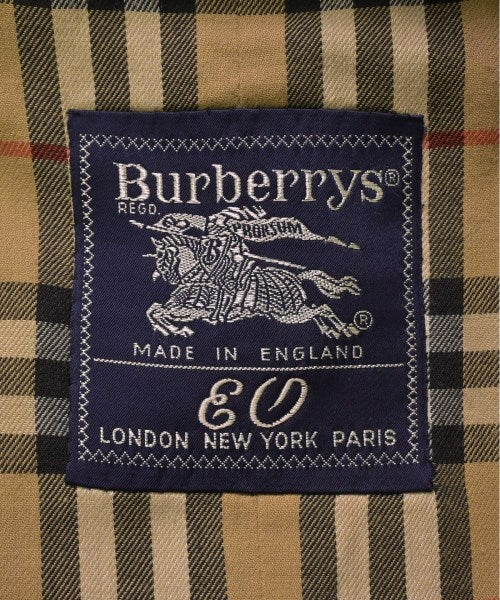 Burberrys®
REGD.
PRORSUM
B
®
MADE IN ENGLAND
EO
LONDON NEW YORK PARIS